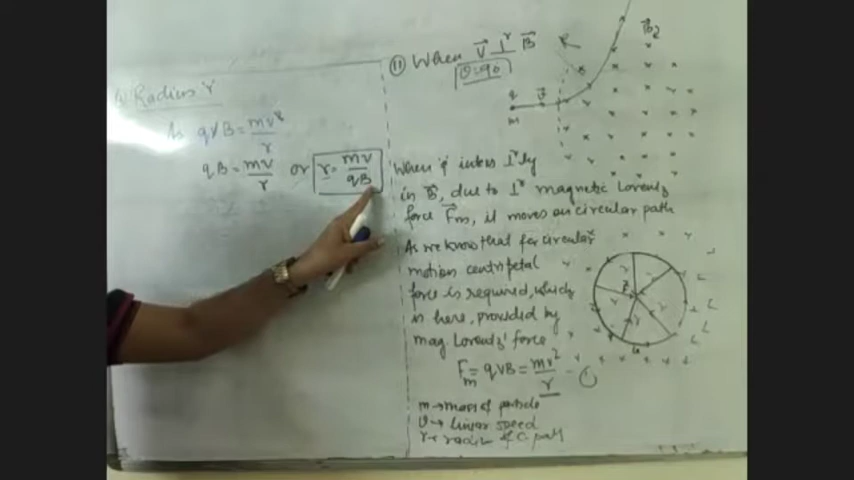 Radius r
As qVB = mv²/r
qB = mv/r or r = mv/qB
(ii) When V⃗ ⊥r B⃗
θ=90
R
B⃗
q
v⃗
m
When q enters ⊥rly
in B⃗, due to ⊥r magnetic Lorentz
force F⃗m, it moves on circular path
As we know that for circular
motion centripetal
force is required, which
is here, provided by
mag. Lorentz force
Fm = qVB = mv²/r - ①
m → mass of particle
v → linear speed
r → radius of C. path